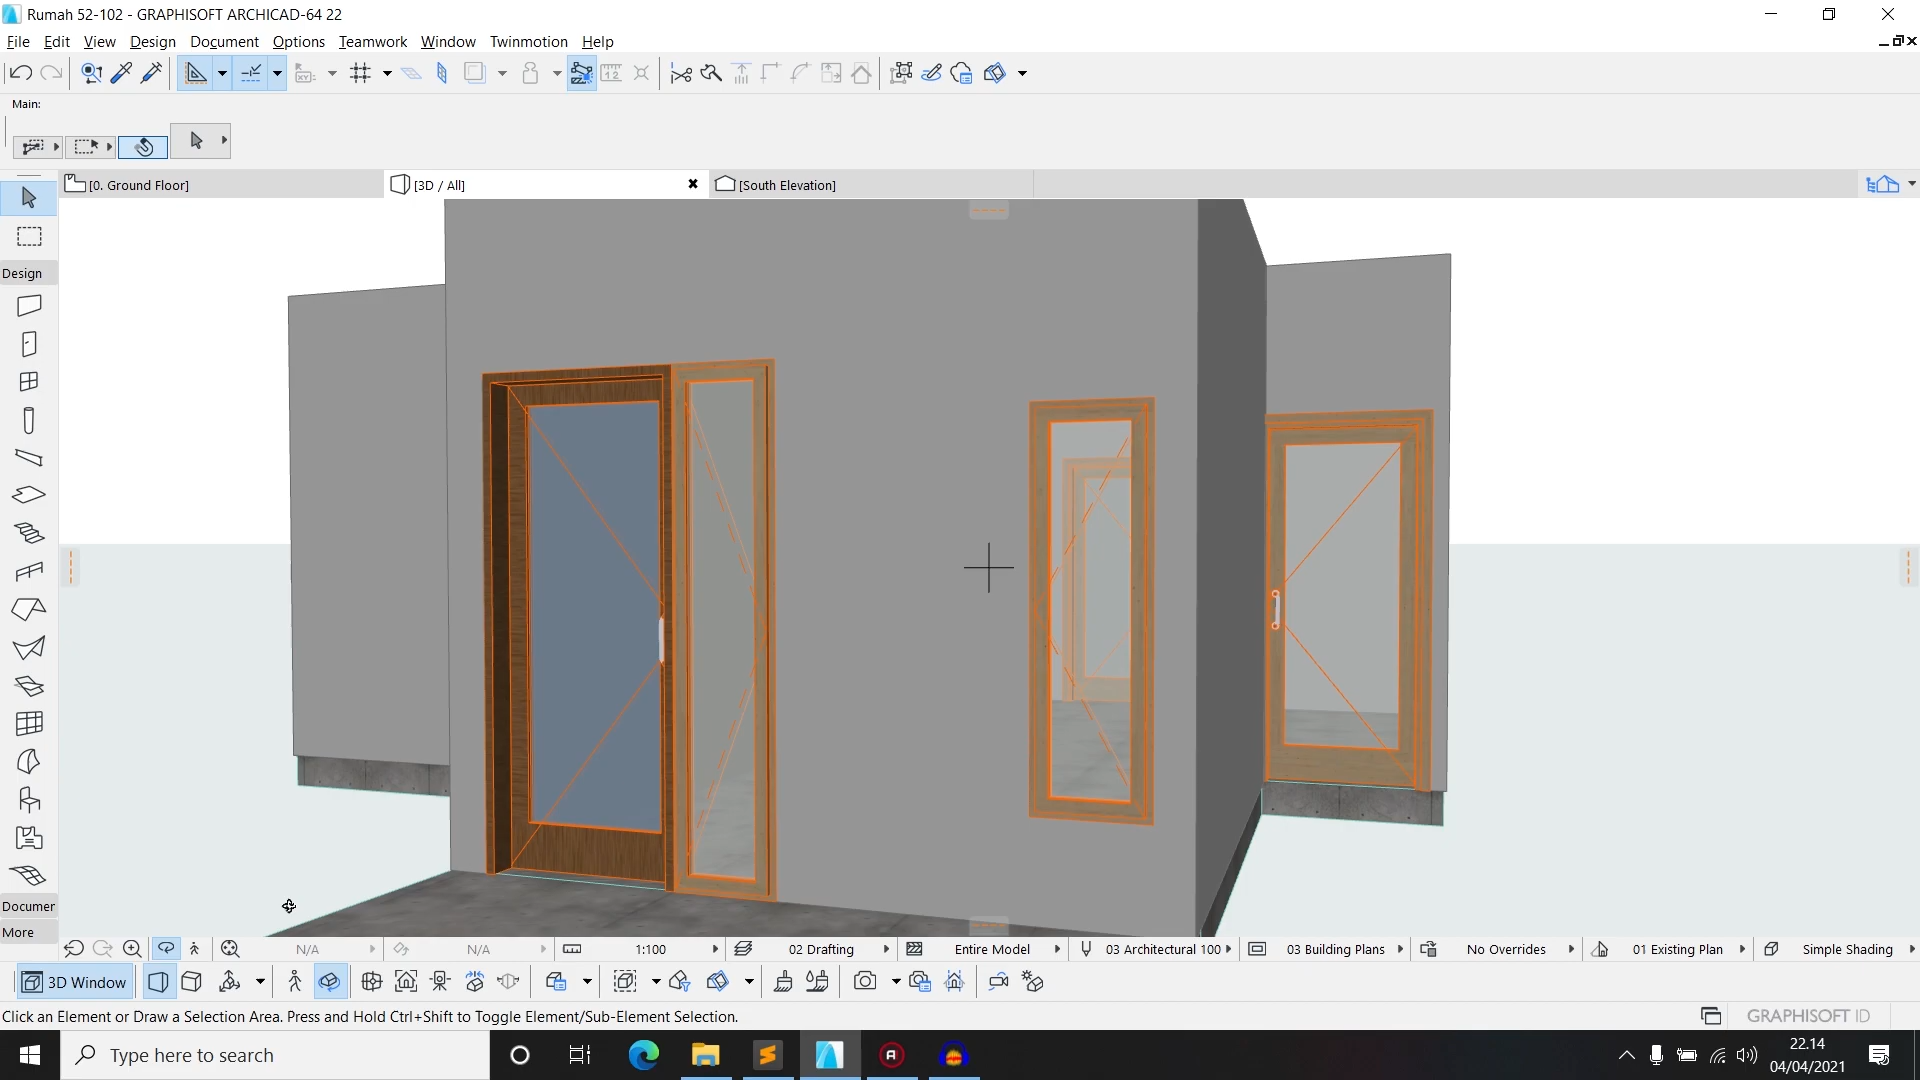 Rumah 52-102 - GRAPHISOFT ARCHICAD-64 22
File Edit View Design Document Options Teamwork Window Twinmotion Help
Main:
[0. Ground Floor] [3D / All] [South Elevation]
Design
Documer
More
N/A N/A 1:100 02 Drafting Entire Model 03 Architectural 100 03 Building Plans No Overrides 01 Existing Plan Simple Shading
3D Window
Click an Element or Draw a Selection Area. Press and Hold Ctrl+Shift to Toggle Element/Sub-Element Selection.
GRAPHISOFT ID
Type here to search
22.14
04/04/2021